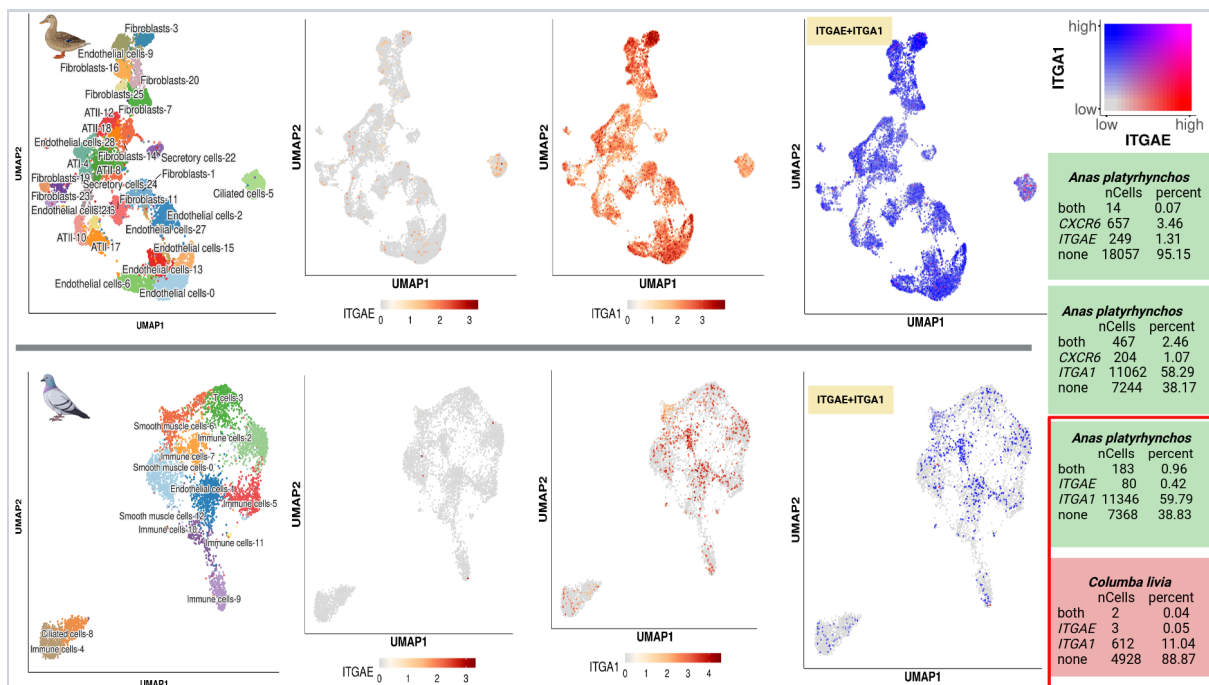 Fibroblasts-3
Endothelial cells-9
Fibroblasts-16
Fibroblasts-20
Fibroblasts-25
Fibroblasts-7
ATII-12
ATII-18
Endothelial cells-28
Fibroblasts-14
Secretory cells-22
ATI-4
ATII-8
Fibroblasts-19
Fibroblasts-1
Secretory cells-24
Ciliated cells-5
Fibroblasts-23
Fibroblasts-11
Endothelial cells-2
Endothelial cells-27
ATII-10
ATII-17
Endothelial cells-15
Endothelial cells-13
Endothelial cells-6
Endothelial cells-0
UMAP2
UMAP1
UMAP2
UMAP1
ITGAE
0 1 2 3
UMAP2
UMAP1
ITGA1
0 1 2 3
ITGAE+ITGA1
UMAP2
UMAP1
high
low
ITGA1
low high
ITGAE
Anas platyrhynchos
nCells percent
both 14 0.07
CXCR6 657 3.46
ITGAE 249 1.31
none 18057 95.15
Anas platyrhynchos
nCells percent
both 467 2.46
CXCR6 204 1.07
ITGA1 11062 58.29
none 7244 38.17
T cells-3
Smooth muscle cells-6
Immune cells-2
Immune cells-7
Smooth muscle cells-0
Endothelial cells-1
Immune cells-5
Smooth muscle cells-12
Immune cells-10
Immune cells-11
Immune cells-9
Ciliated cells-8
Immune cells-4
UMAP2
UMAP1
UMAP2
UMAP1
ITGAE
0 1 2 3
UMAP2
UMAP1
ITGA1
0 1 2 3 4
ITGAE+ITGA1
UMAP2
UMAP1
Anas platyrhynchos
nCells percent
both 183 0.96
ITGAE 80 0.42
ITGA1 11346 59.79
none 7368 38.83
Columba livia
nCells percent
both 2 0.04
ITGAE 3 0.05
ITGA1 612 11.04
none 4928 88.87